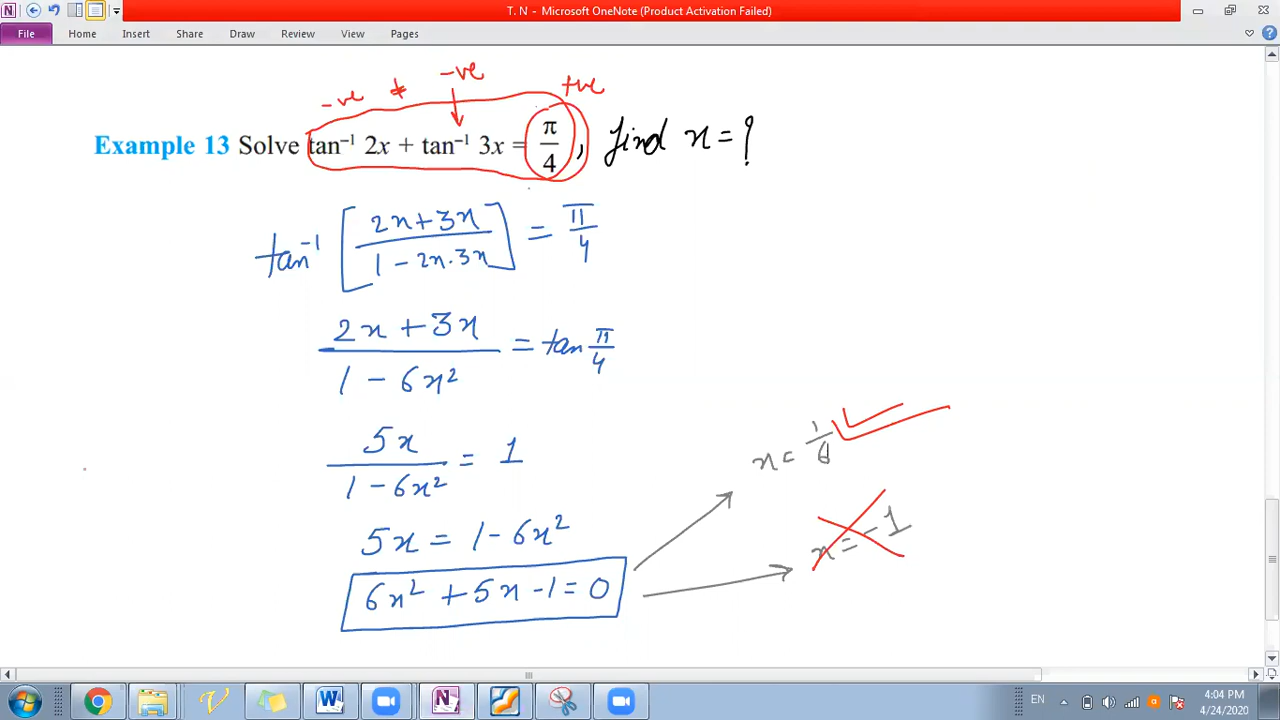 T. N - Microsoft OneNote (Product Activation Failed)
File Home Insert Share Draw Review View Pages
-ve * -ve +ve
Example 13 Solve tan⁻¹ 2x + tan⁻¹ 3x = π/4, find x = ?
tan⁻¹ [(2x+3x)/(1-2x·3x)] = π/4
(2x+3x)/(1-6x²) = tan π/4
5x/(1-6x²) = 1
x = 1/6
5x = 1-6x²
x = -1
6x² + 5x -1 = 0
EN
4:04 PM
4/24/2020